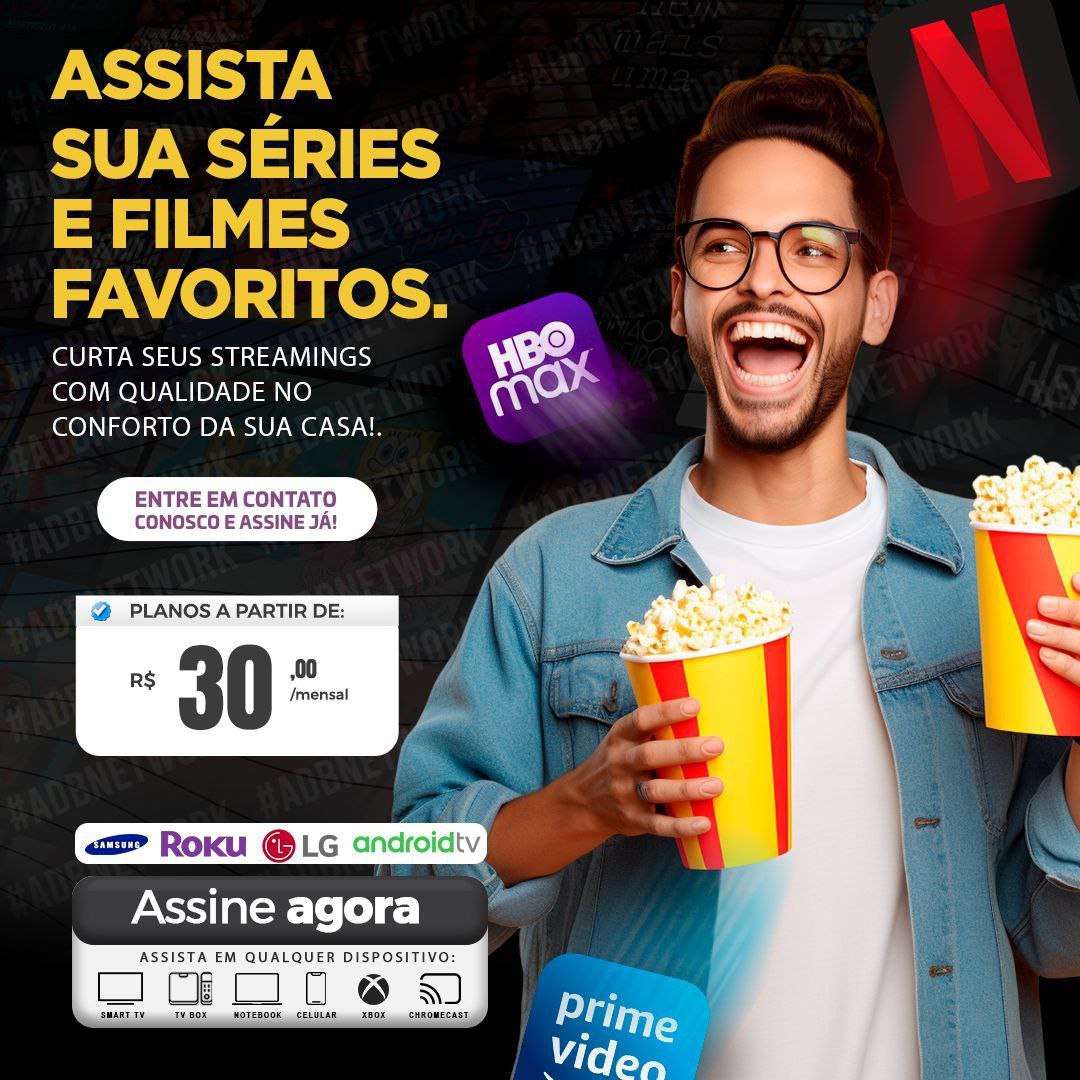 ASSISTA
SUA SÉRIES
E FILMES
FAVORITOS.
CURTA SEUS STREAMINGS
COM QUALIDADE NO
CONFORTO DA SUA CASA!.
ENTRE EM CONTATO
CONOSCO E ASSINE JÁ!
PLANOS A PARTIR DE:
R$ 30,00
/mensal
SAMSUNG ROKU LG androidtv
Assine agora
ASSISTA EM QUALQUER DISPOSITIVO:
SMART TV TV BOX NOTEBOOK CELULAR XBOX CHROMECAST
N
HBO
max
prime
video
#ADBNETWORK